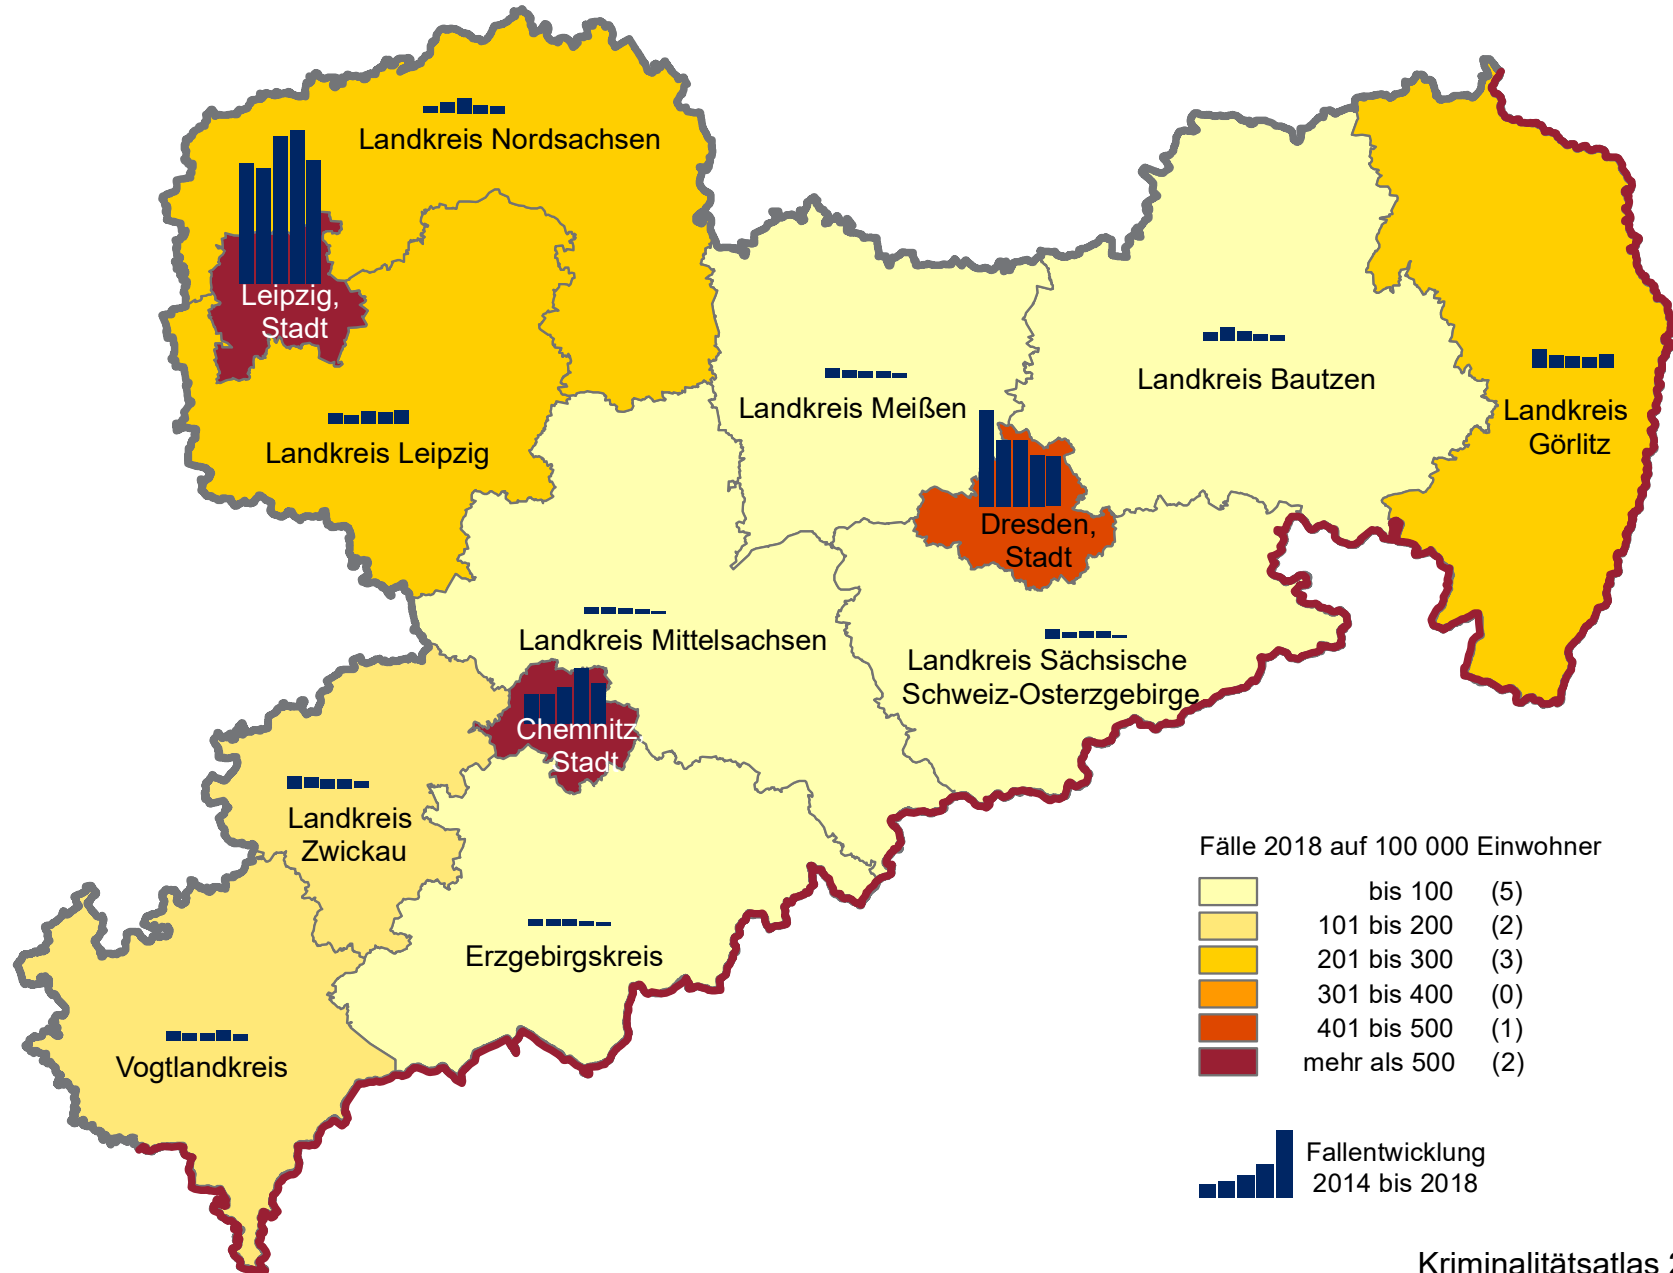 Landkreis Nordsachsen
Leipzig,
Stadt
Landkreis Leipzig
Landkreis Meißen
Landkreis Bautzen
Landkreis
Görlitz
Dresden,
Stadt
Landkreis Mittelsachsen
Landkreis Sächsische
Schweiz-Osterzgebirge
Chemnitz
Stadt
Landkreis
Zwickau
Erzgebirgskreis
Vogtlandkreis
Fälle 2018 auf 100 000 Einwohner
bis 100 (5)
101 bis 200 (2)
201 bis 300 (3)
301 bis 400 (0)
401 bis 500 (1)
mehr als 500 (2)
Fallentwicklung
2014 bis 2018
Kriminalitätsatlas